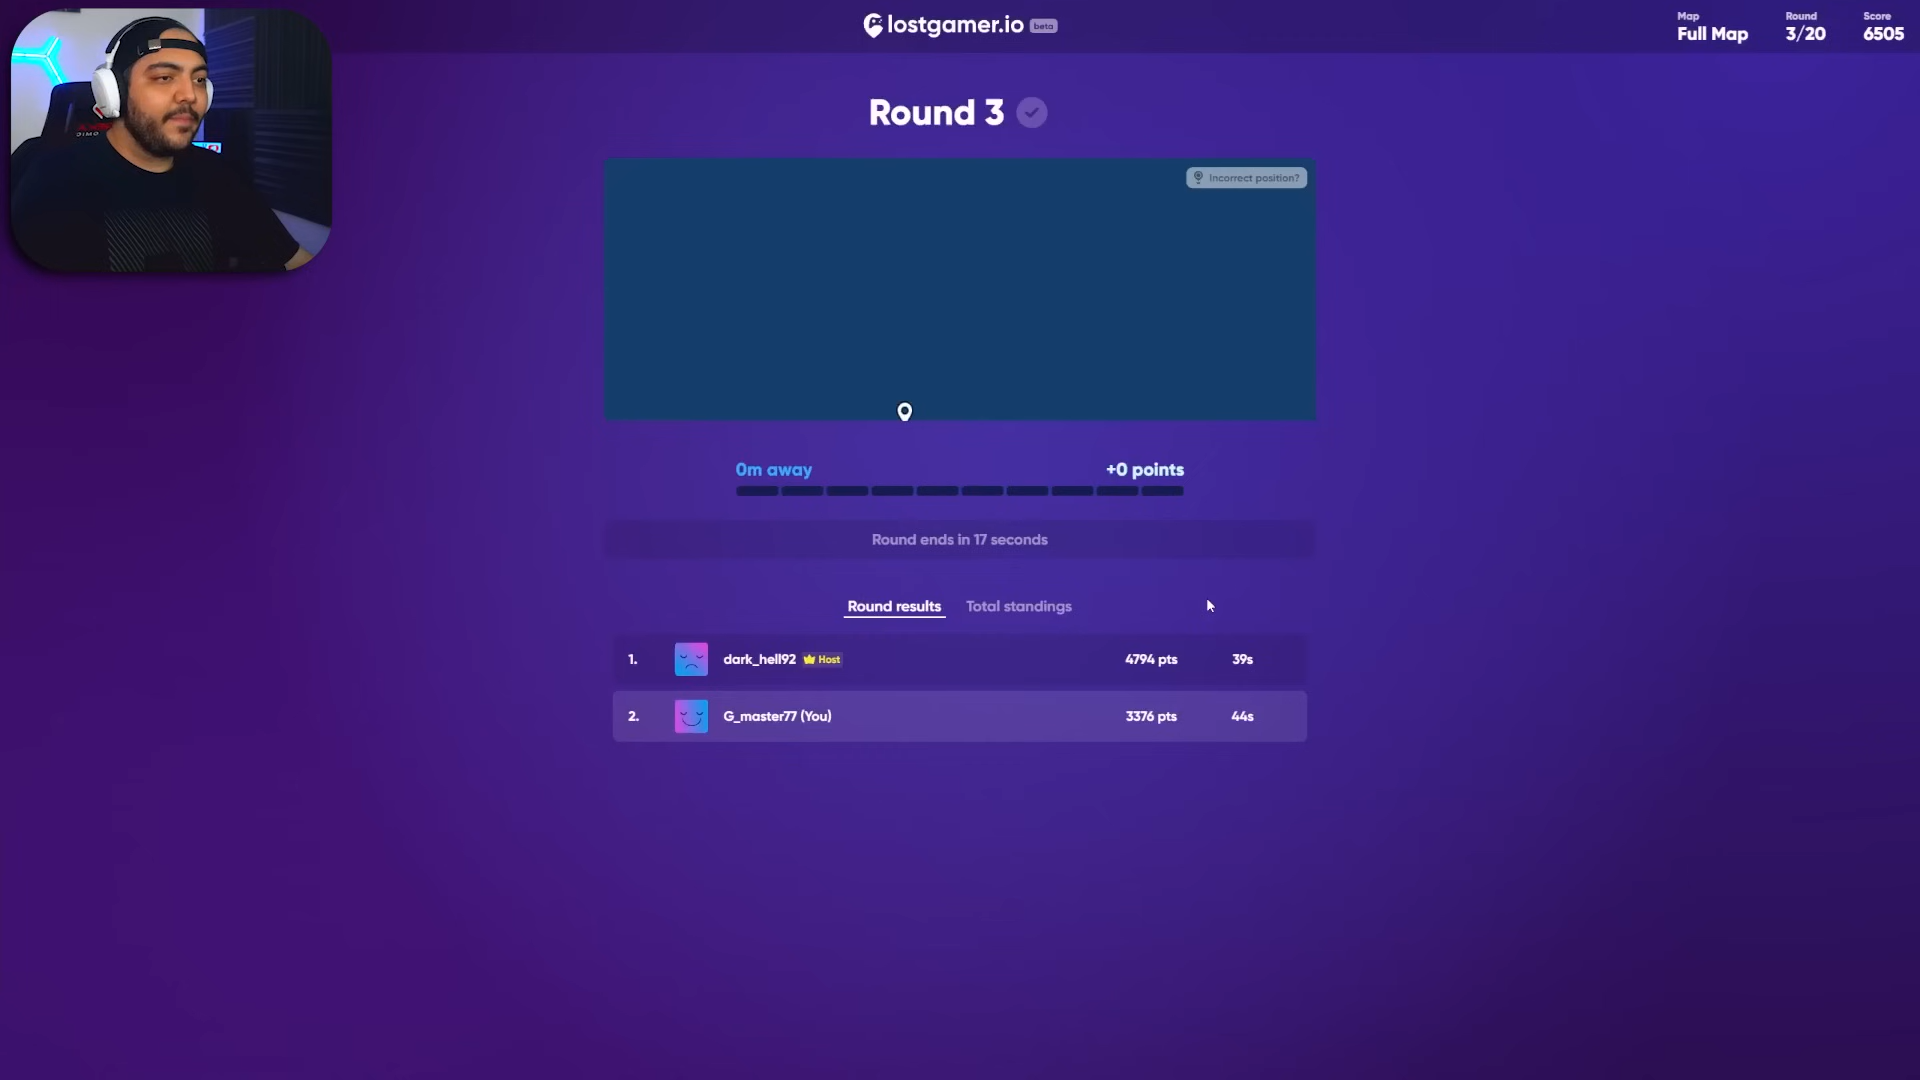 lostgamer.io beta
Map
Full Map
Round
3/20
Score
6505
Round 3
Incorrect position?
0m away
+0 points
Round ends in 17 seconds
Round results
Total standings
1. dark_hell92 Host 4794 pts 39s
2. G_master77 (You) 3376 pts 44s